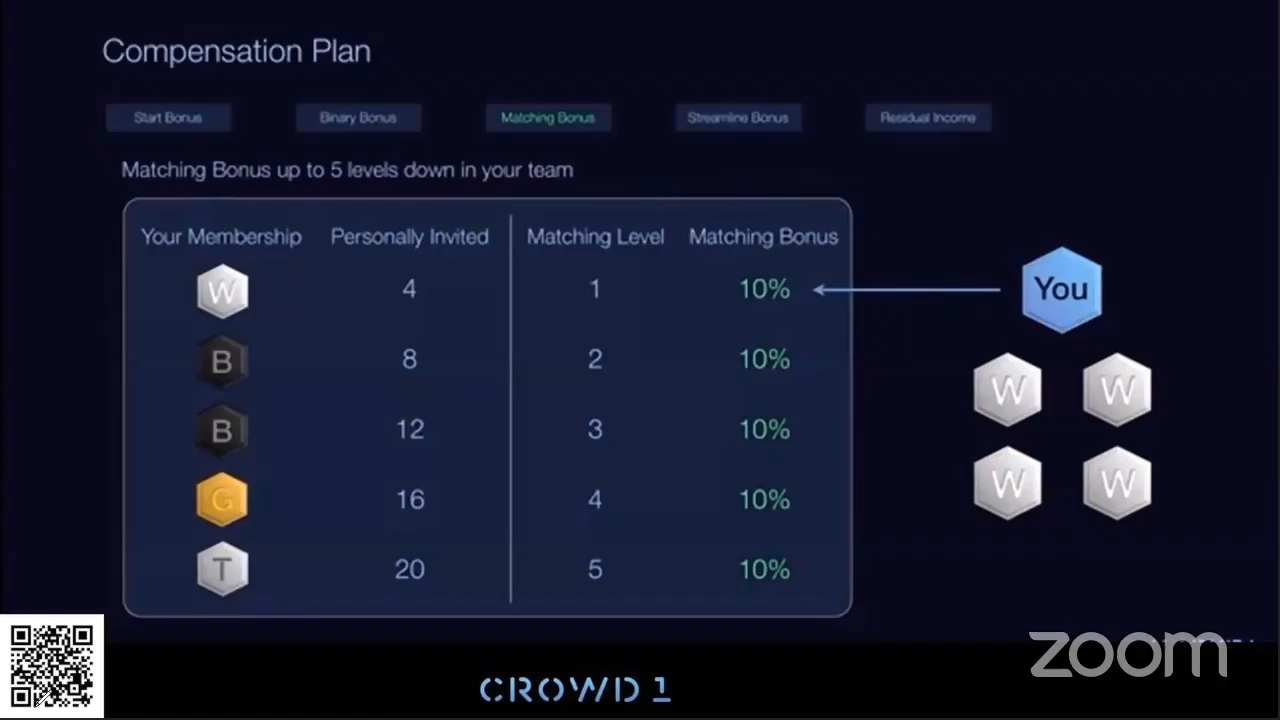 Compensation Plan
Start Bonus Binary Bonus Matching Bonus Streamline Bonus Residual Income
Matching Bonus up to 5 levels down in your team
Your Membership Personally Invited Matching Level Matching Bonus
W 4 1 10%
You
B 8 2 10%
W W
B 12 3 10%
G 16 4 10%
W W
T 20 5 10%
zoom
CROWD 1